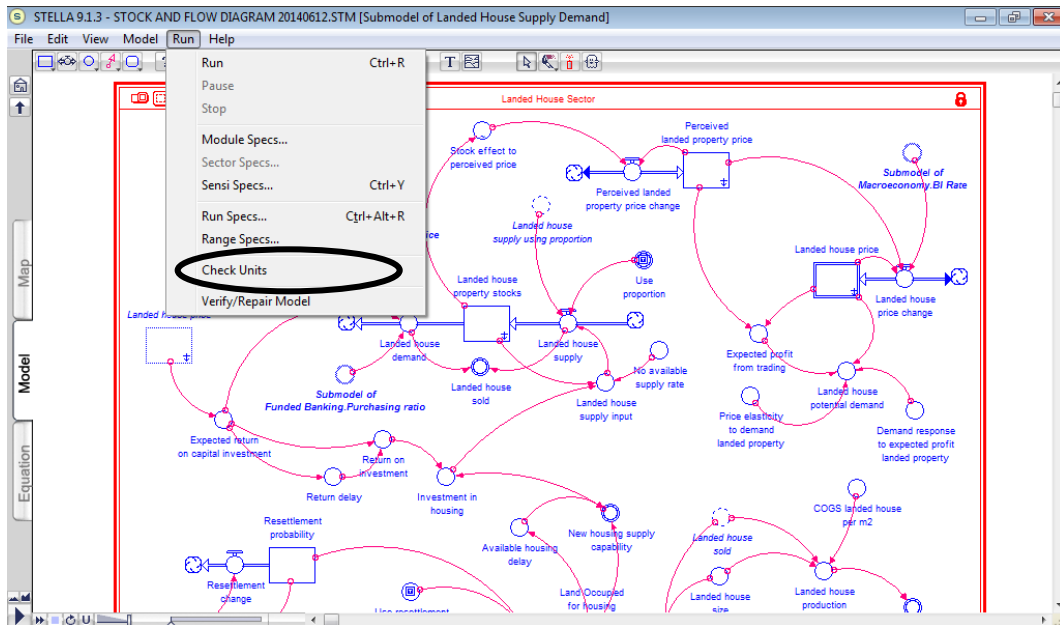 STELLA 9.1.3 - STOCK AND FLOW DIAGRAM 20140612.STM [Submodel of Landed House Supply Demand]
File Edit View Model Run Help
Run Ctrl+R
Pause
Stop
Module Specs...
Sector Specs...
Sensi Specs... Ctrl+Y
Run Specs... Ctrl+Alt+R
Range Specs...
Check Units
Verify/Repair Model
Map
Model
Equation
Landed House Sector
Stock effect to
perceived price
Perceived
landed property price
Perceived landed
property price change
Submodel of
Macroeconomy.BI Rate
Landed house
supply using proportion
Landed house price
Landed house
property stocks
Use
proportion
Landed house
price change
Landed house price
Landed house
demand
Landed house
supply
Expected profit
from trading
No available
supply rate
Submodel of
Funded Banking.Purchasing ratio
Landed house
sold
Landed house
supply input
Landed house
potential demand
Price elasticity
to demand
landed property
Demand response
to expected profit
landed property
Expected return
on capital investment
Return on
investment
Return delay
Investment in
housing
Resettlement
probability
Available housing
delay
New housing supply
capability
Landed house
sold
COGS landed house
per m2
Resettlement
change
Use resettlement
Land Occupied
for housing
Landed house
size
Landed house
production
U